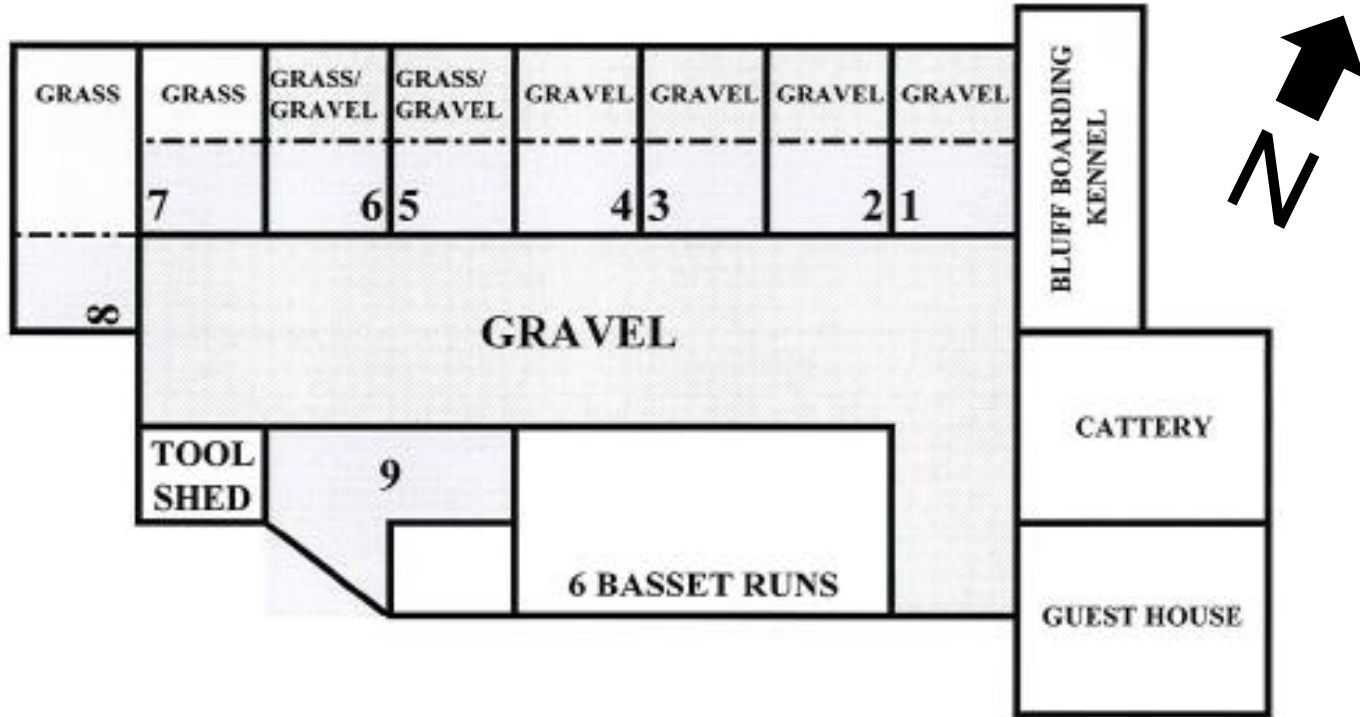 GRASS
GRASS
GRASS/
GRAVEL
GRASS/
GRAVEL
GRAVEL
GRAVEL
GRAVEL
GRAVEL
BLUFF BOARDING
KENNEL
N
7
6
5
4
3
2
1
8
GRAVEL
TOOL
SHED
9
6 BASSET RUNS
CATTERY
GUEST HOUSE